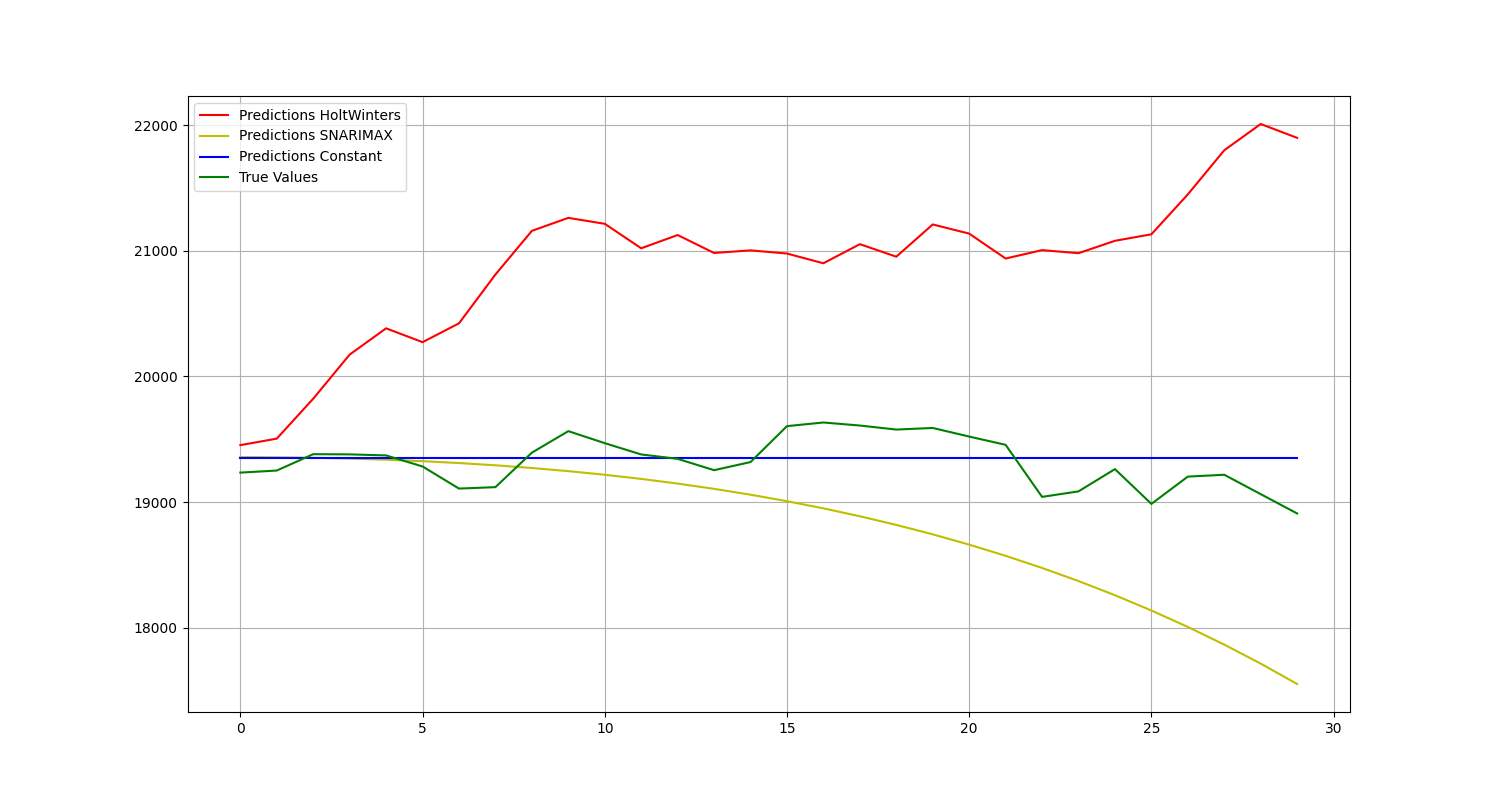 Predictions HoltWinters
Predictions SNARIMAX
Predictions Constant
True Values
22000
21000
20000
19000
18000
0 5 10 15 20 25 30